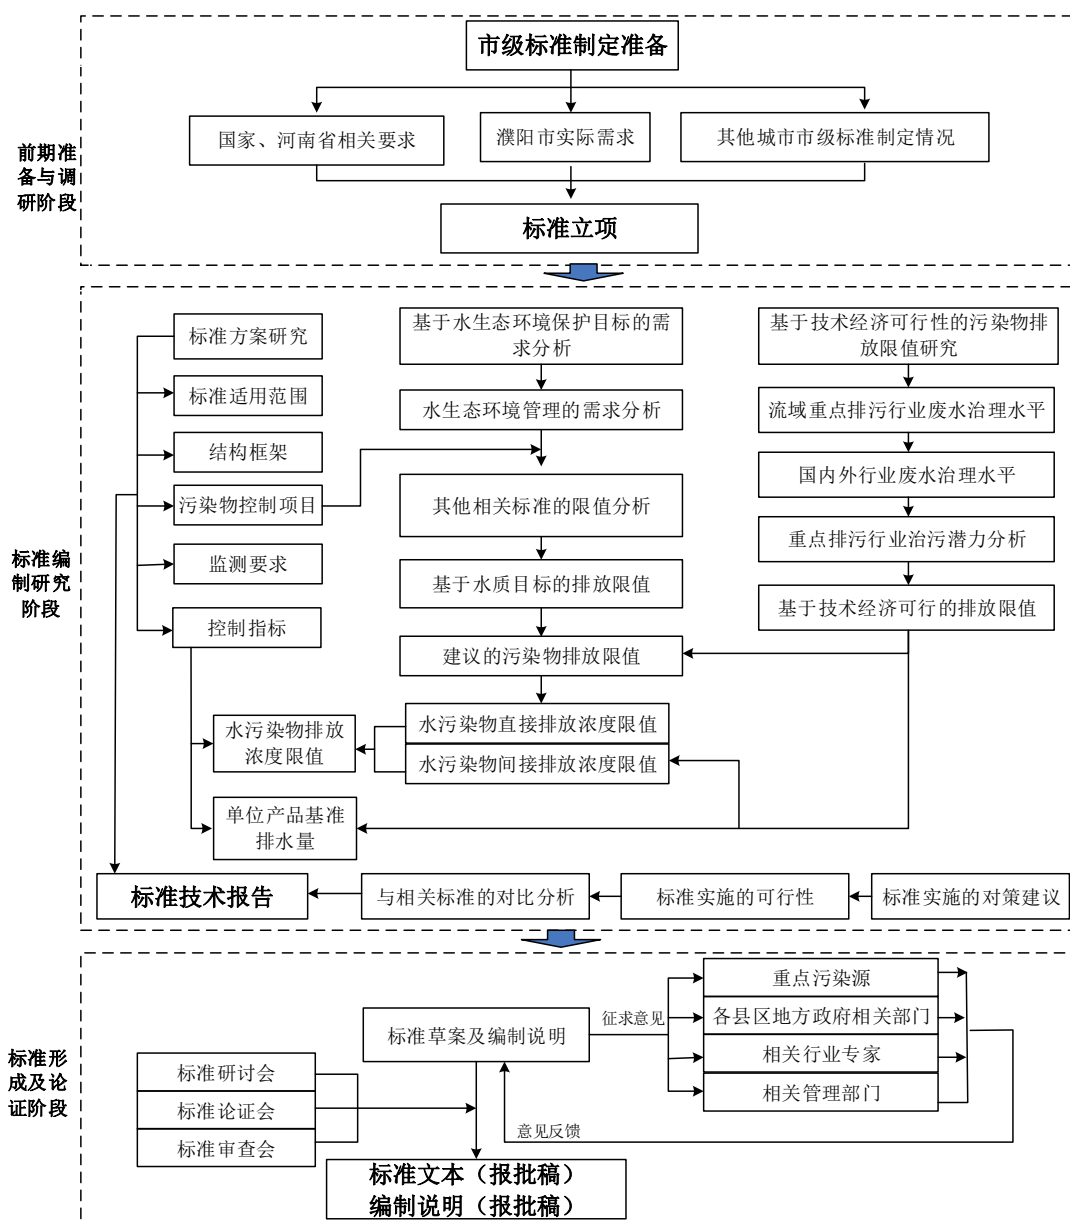 市级标准制定准备
国家、河南省相关要求
濮阳市实际需求
其他城市市级标准制定情况
前期准
备与调
研阶段
标准立项
标准方案研究
标准适用范围
结构框架
污染物控制项目
监测要求
控制指标
基于水生态环境保护目标的需
求分析
水生态环境管理的需求分析
其他相关标准的限值分析
基于水质目标的排放限值
建议的污染物排放限值
水污染物直接排放浓度限值
水污染物间接排放浓度限值
基于技术经济可行性的污染物排
放限值研究
流域重点排污行业废水治理水平
国内外行业废水治理水平
重点排污行业治污潜力分析
基于技术经济可行的排放限值
标准编
制研究
阶段
水污染物排放
浓度限值
单位产品基准
排水量
标准技术报告
与相关标准的对比分析
标准实施的可行性
标准实施的对策建议
标准形
成及论
证阶段
标准研讨会
标准论证会
标准审查会
标准草案及编制说明
征求意见
重点污染源
各县区地方政府相关部门
相关行业专家
相关管理部门
意见反馈
标准文本（报批稿）
编制说明（报批稿）